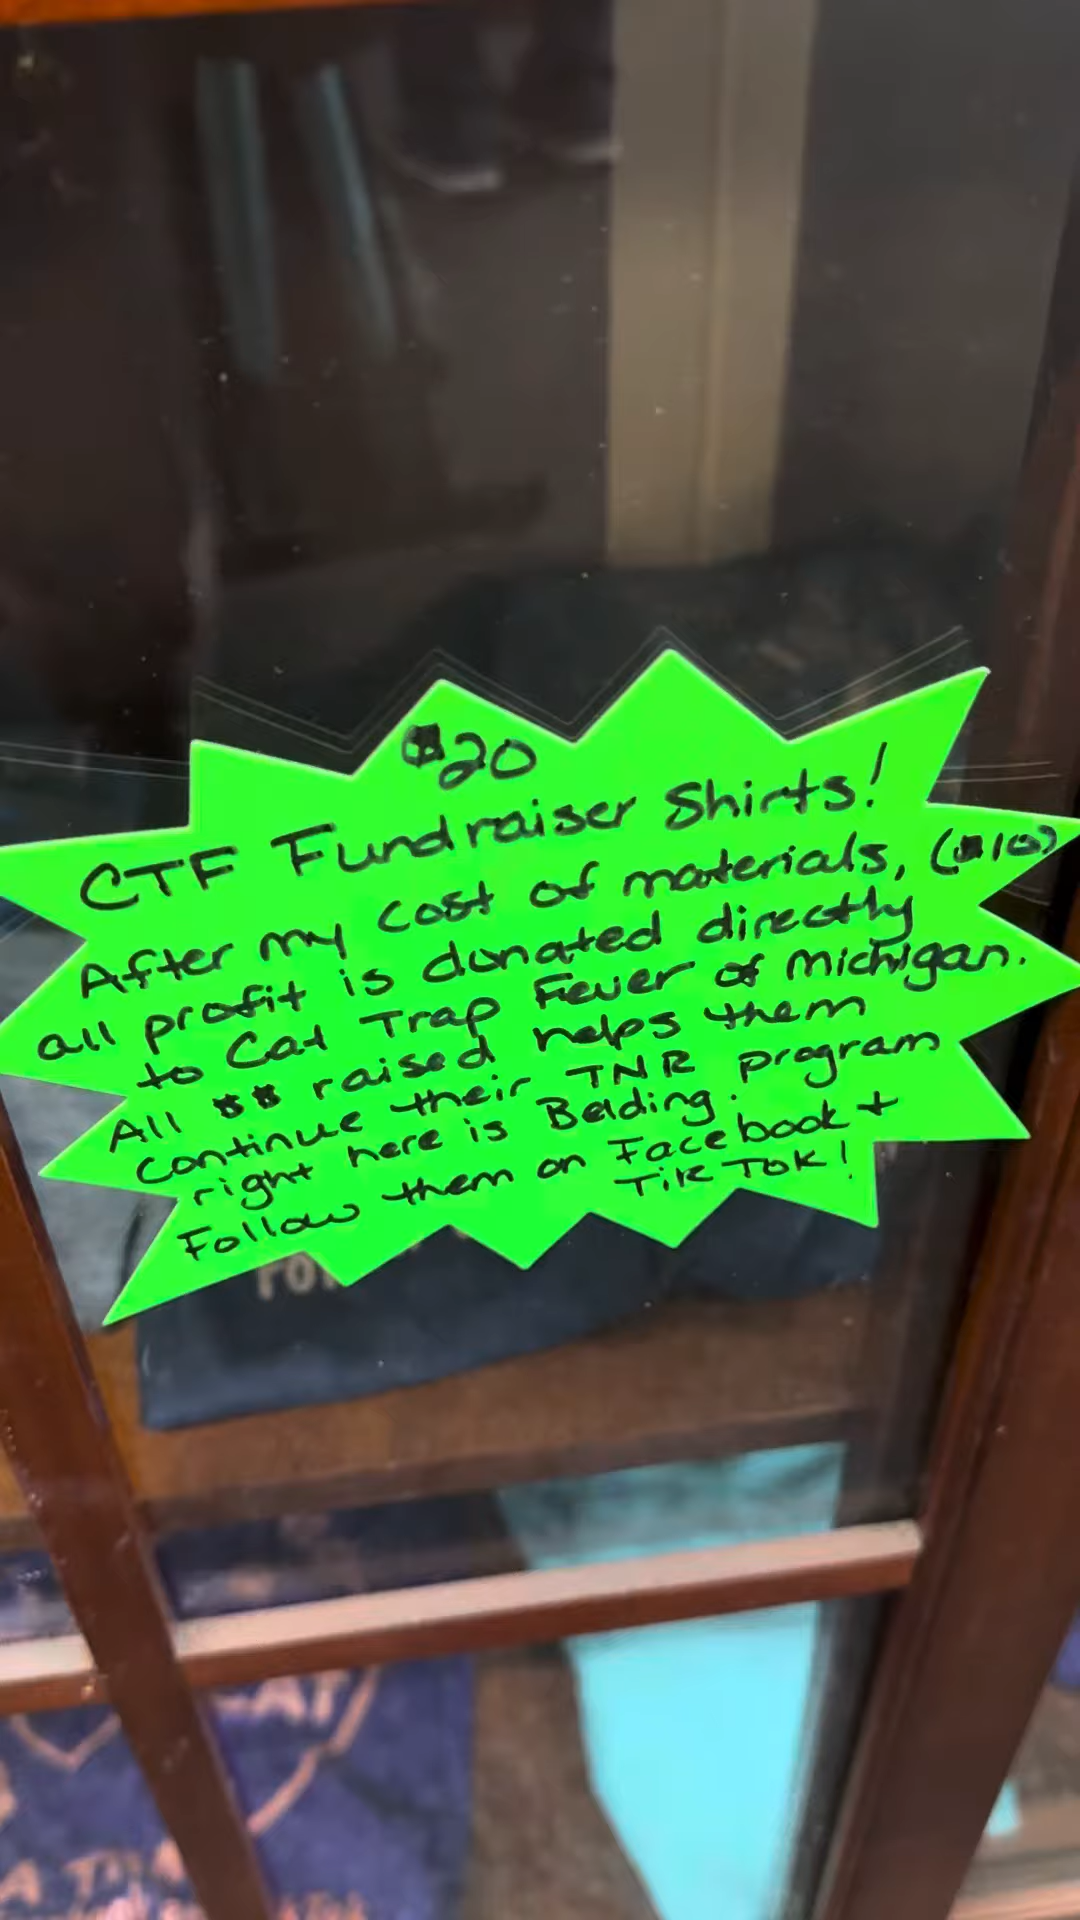 $20
CTF Fundraiser Shirts!
After my cost of materials, ($10)
all profit is donated directly
to Cat Trap Fever of Michigan.
All $$ raised helps them
continue their TNR program
right here is Belding.
Follow them on Facebook +
TikTok!